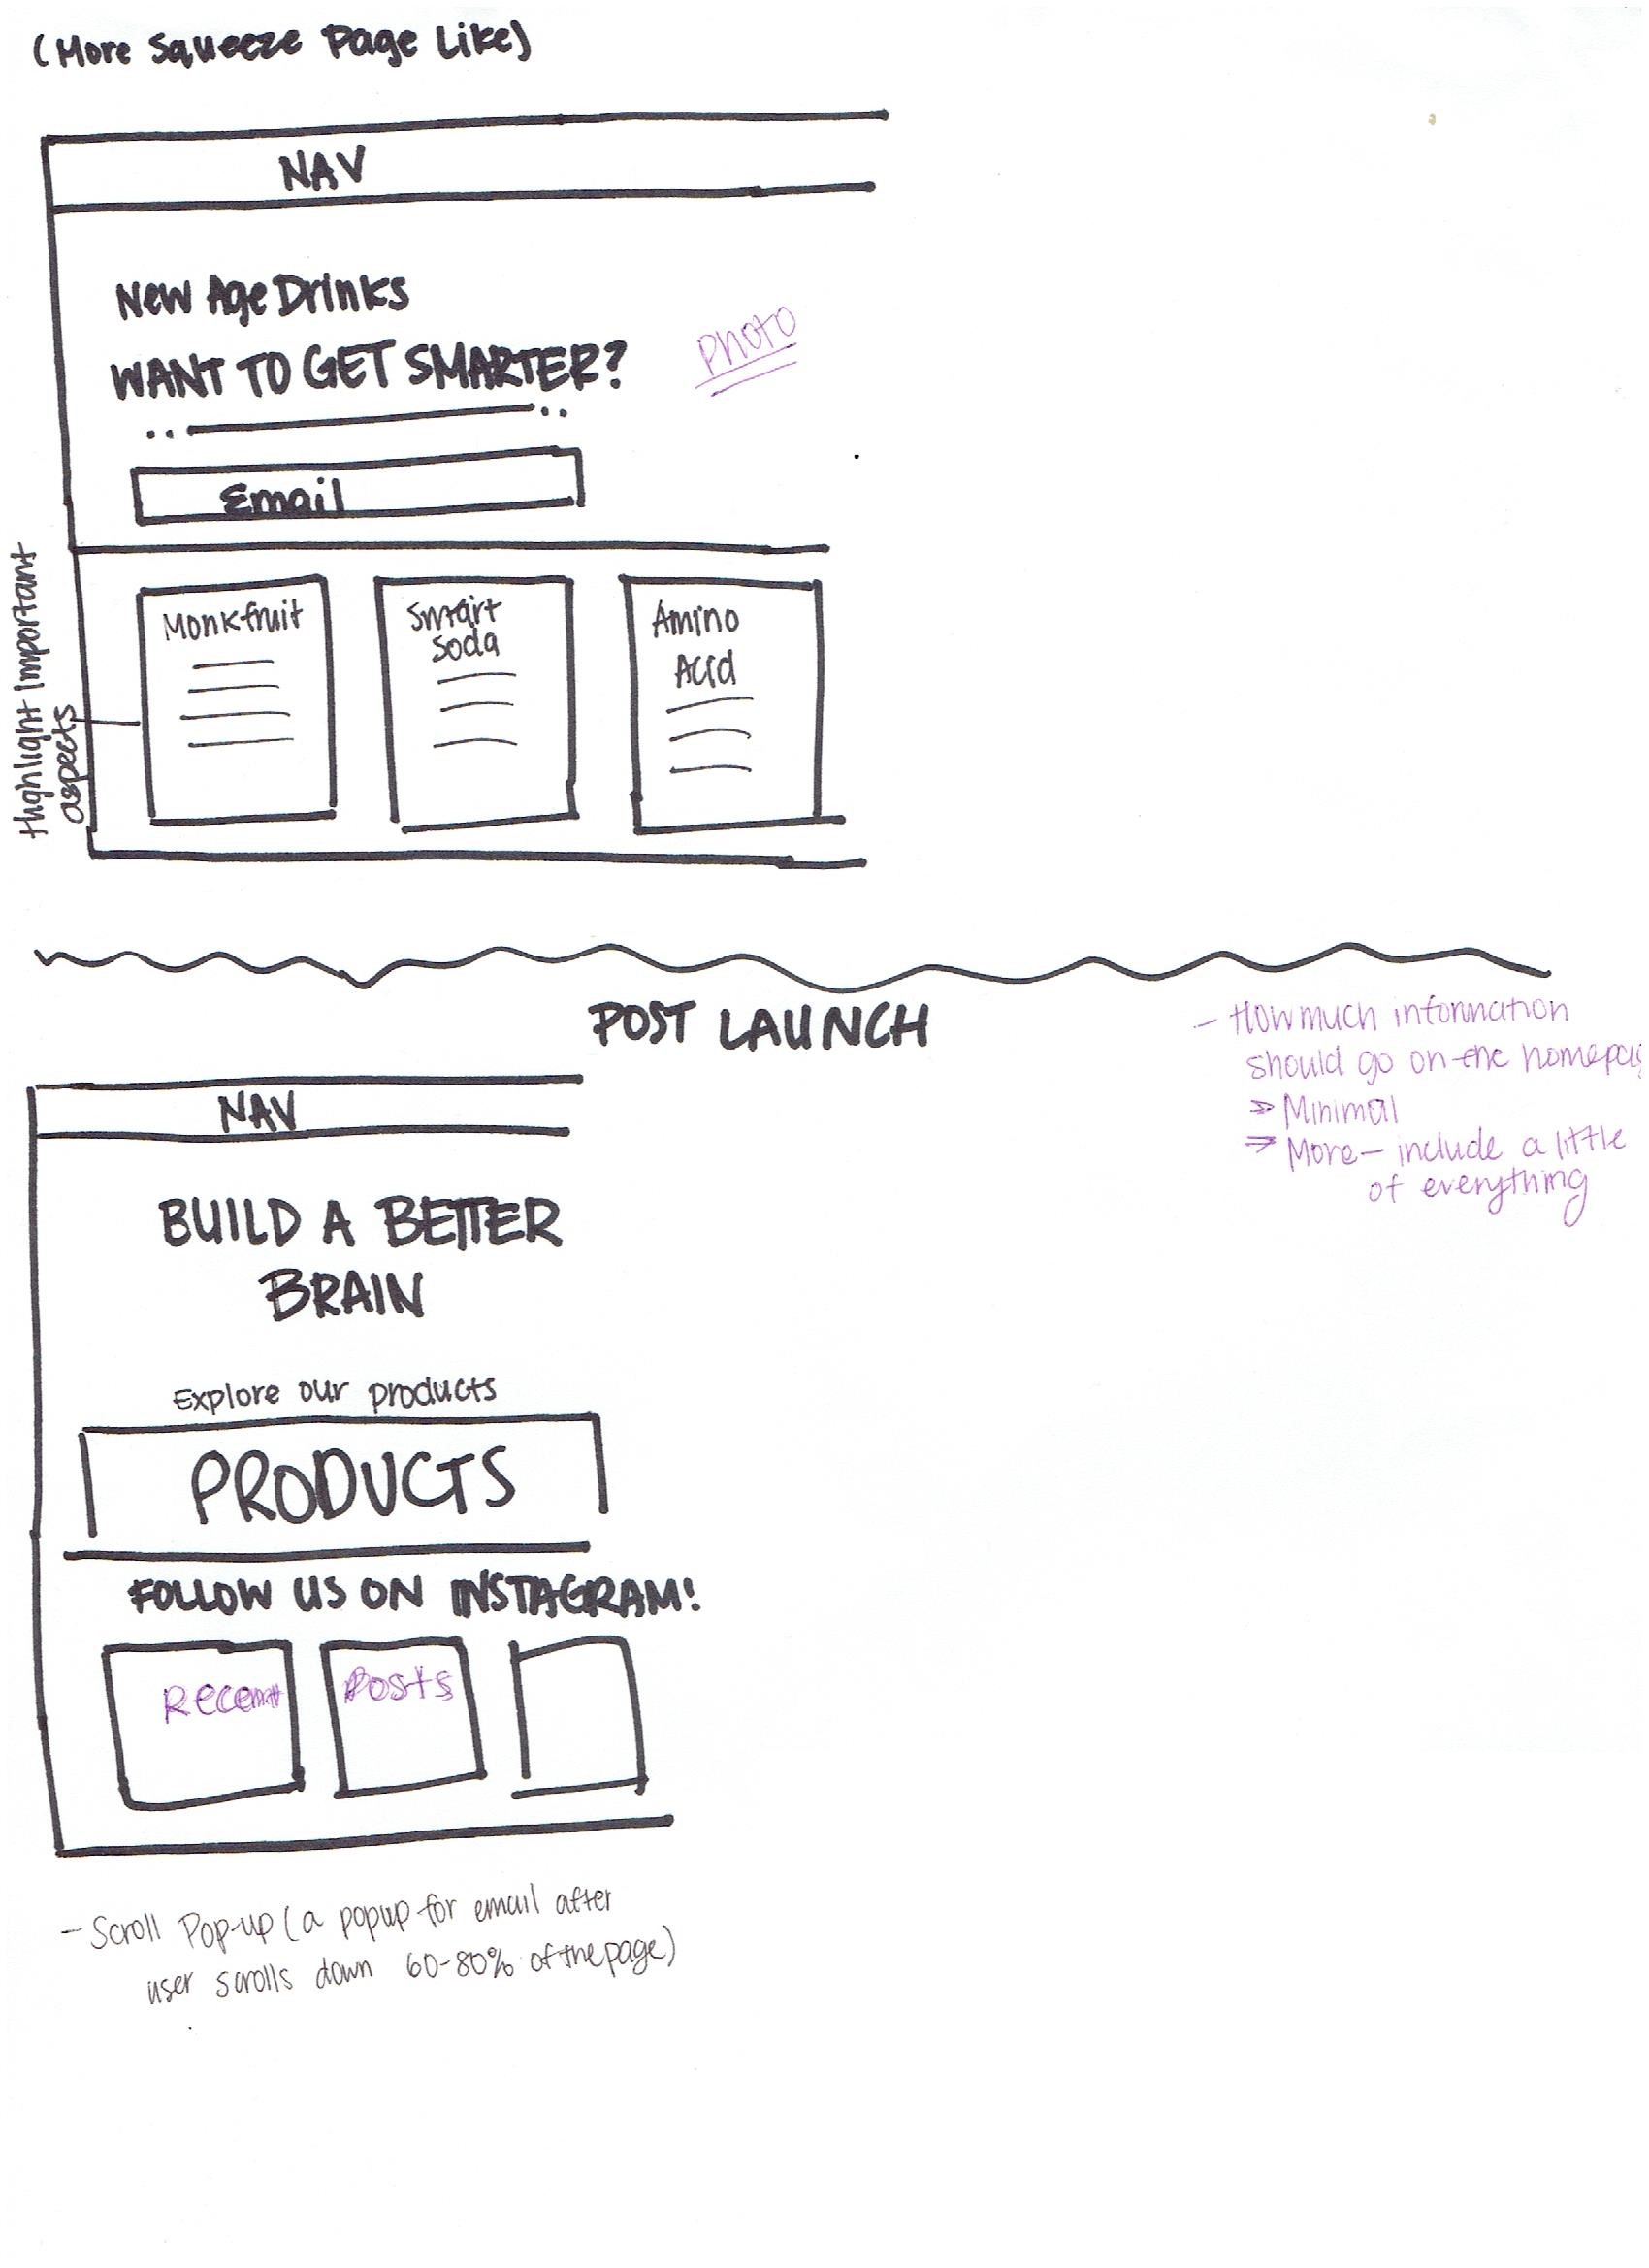 (More Squeeze Page Like)
NAV
New Age Drinks
WANT TO GET SMARTER?
Photo
Email
Highlight Important
aspects
Monkfruit
Smart
Soda
Amino
Acid
POST LAUNCH
- How much information
should go on the homepag
⇒ Minimal
⇒ More - include a little
of everything
NAV
BUILD A BETTER
BRAIN
Explore our products
PRODUCTS
FOLLOW US ON INSTAGRAM!
Recent
Posts
- Scroll Pop-up (a popup for email after
user scrolls down 60-80% of the page)